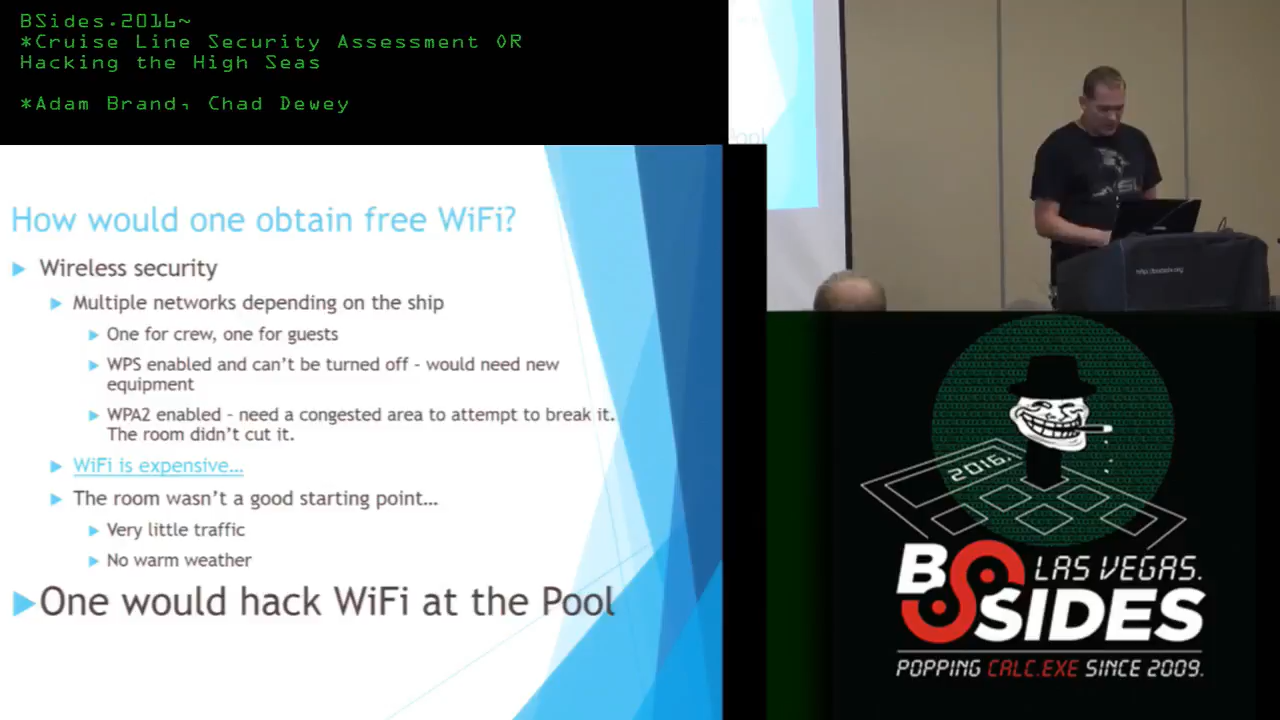 BSides.2016~
*Cruise Line Security Assessment OR
Hacking the High Seas
*Adam Brand, Chad Dewey
How would one obtain free WiFi?
Wireless security
Multiple networks depending on the ship
One for crew, one for guests
WPS enabled and can't be turned off - would need new
equipment
WPA2 enabled - need a congested area to attempt to break it.
The room didn't cut it.
WiFi is expensive…
The room wasn't a good starting point…
Very little traffic
No warm weather
One would hack WiFi at the Pool
2016.
BSIDES
LAS VEGAS.
POPPING CALC.EXE SINCE 2009.